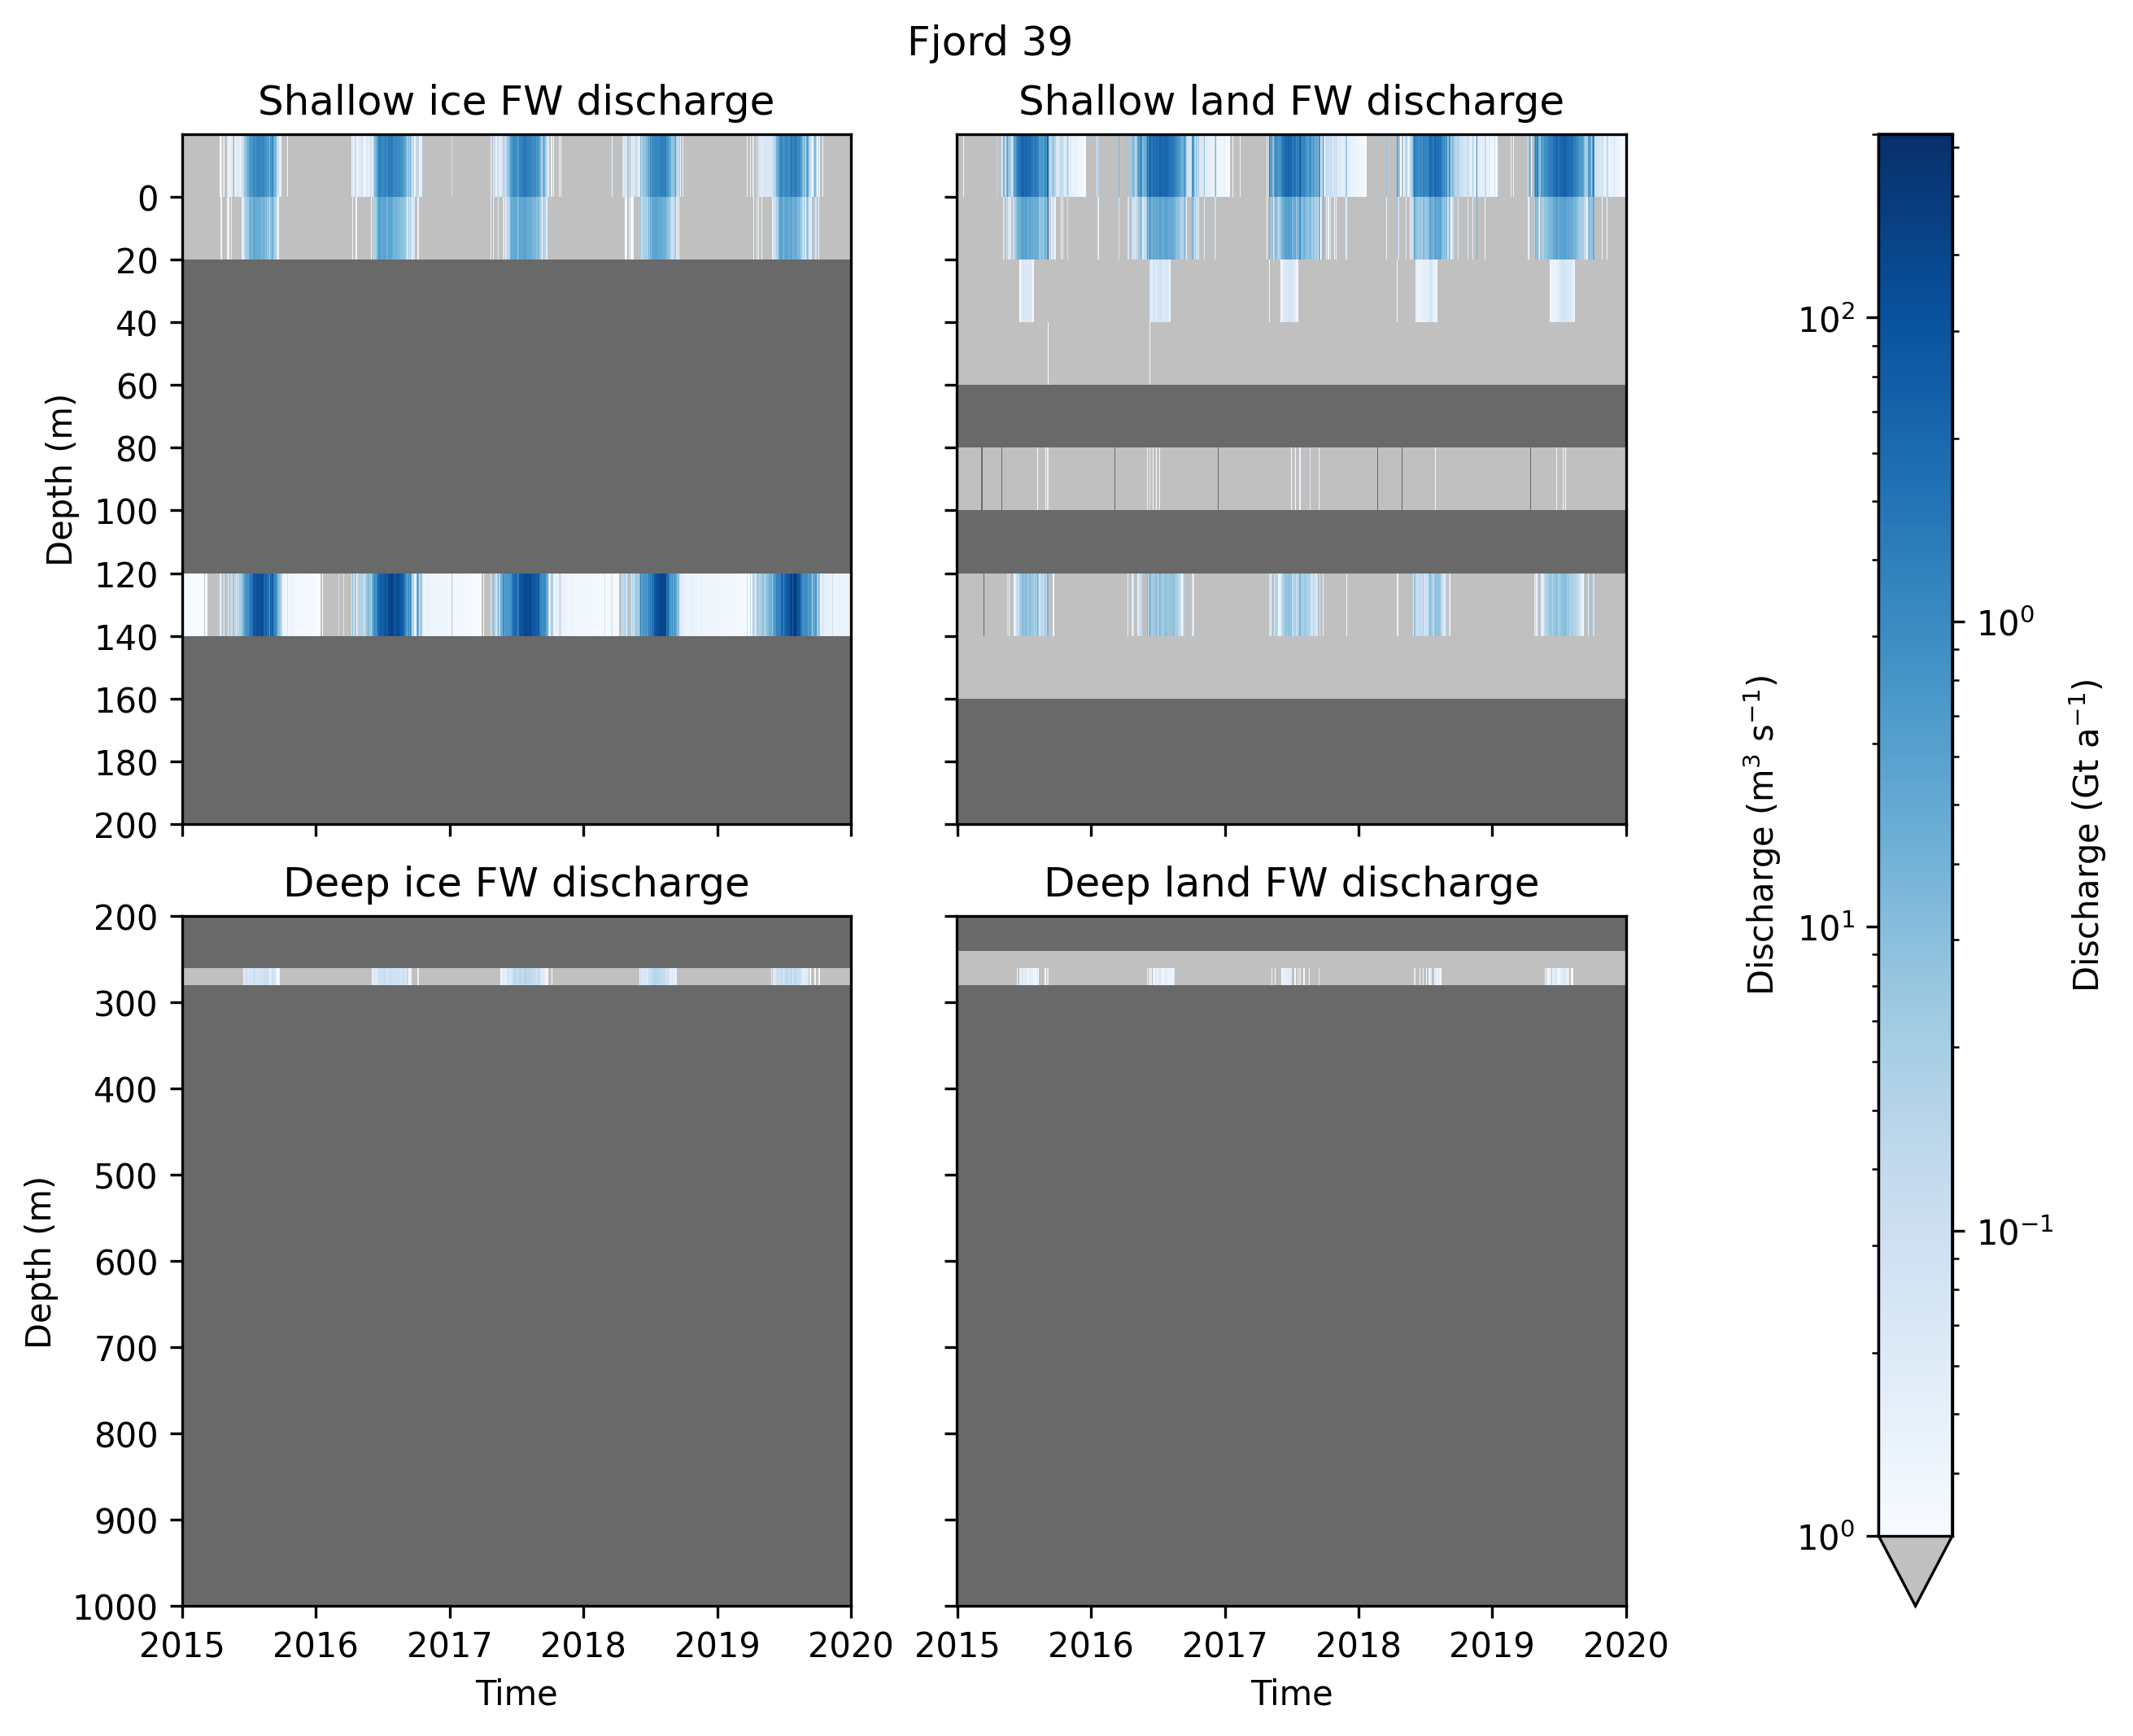 Fjord 39
Shallow ice FW discharge
Shallow land FW discharge
Depth (m)
0
20
40
60
80
100
120
140
160
180
200
Deep ice FW discharge
Deep land FW discharge
Depth (m)
200
300
400
500
600
700
800
900
1000
2015 2016 2017 2018 2019 2020
Time
2015 2016 2017 2018 2019 2020
Time
Discharge (m³ s⁻¹)
10²
10¹
10⁰
10⁰
10⁻¹
Discharge (Gt a⁻¹)